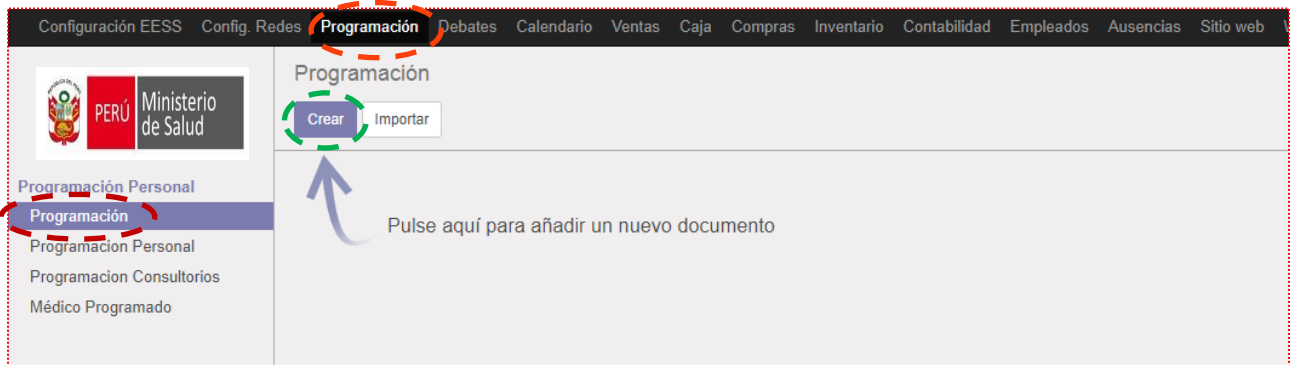 Configuración EESS Config. Redes Programación Debates Calendario Ventas Caja Compras Inventario Contabilidad Empleados Ausencias Sitio web
PERÚ Ministerio
de Salud
Programación
Crear Importar
Programación Personal
Programación
Programacion Personal
Programacion Consultorios
Médico Programado
Pulse aquí para añadir un nuevo documento